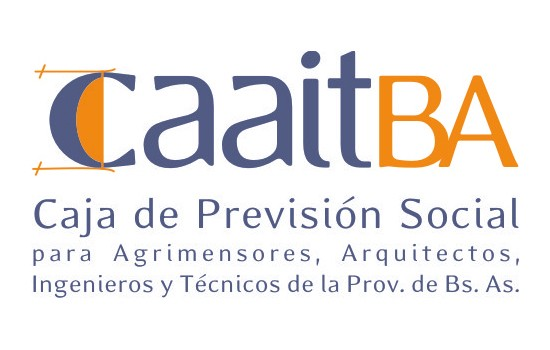 caaitBA
Caja de Previsión Social
para Agrimensores, Arquitectos,
Ingenieros y Técnicos de la Prov. de Bs. As.